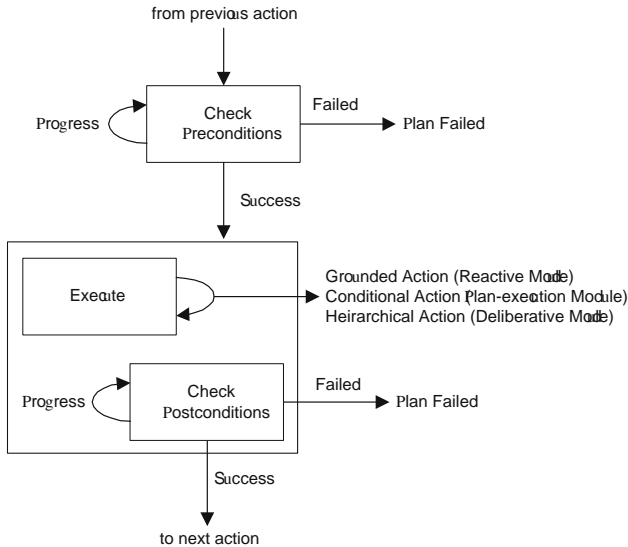 from previous action
Check
Preconditions
Progress
Failed
Plan Failed
Success
Execute
Grounded Action (Reactive Mode)
Conditional Action (Plan-execution Module)
Heirarchical Action (Deliberative Mode)
Check
Postconditions
Progress
Failed
Plan Failed
Success
to next action